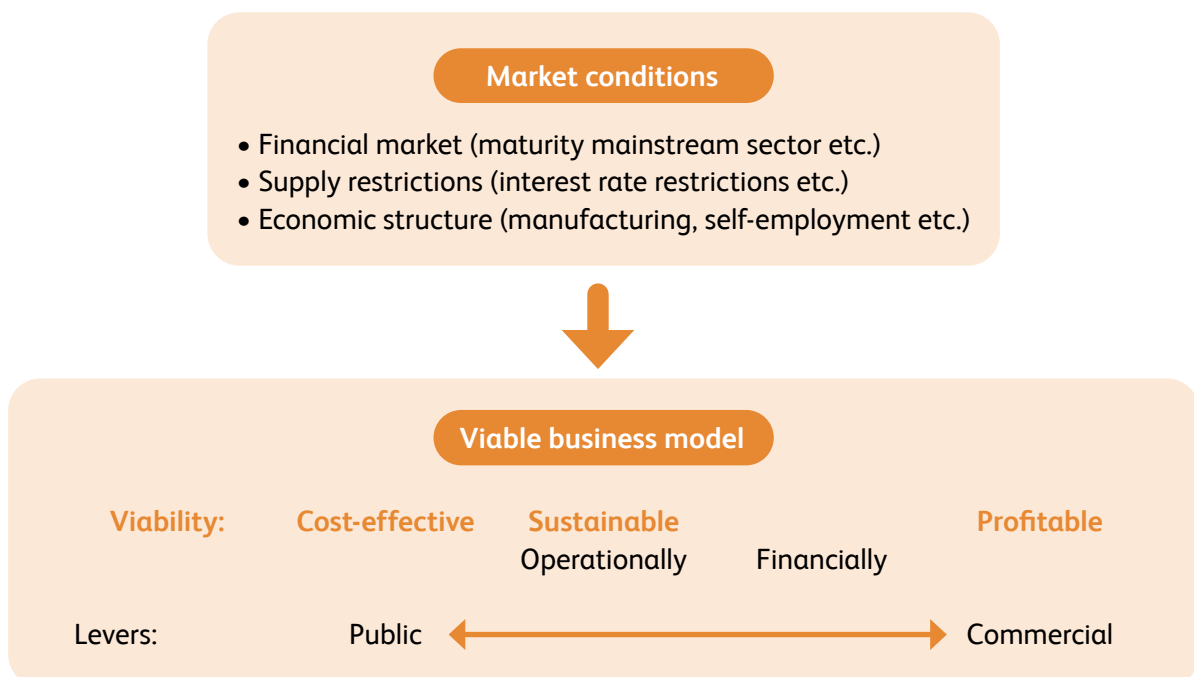 Market conditions
• Financial market (maturity mainstream sector etc.)
• Supply restrictions (interest rate restrictions etc.)
• Economic structure (manufacturing, self-employment etc.)
Viable business model
Viability: Cost-effective Sustainable Profitable
Operationally Financially
Levers: Public Commercial